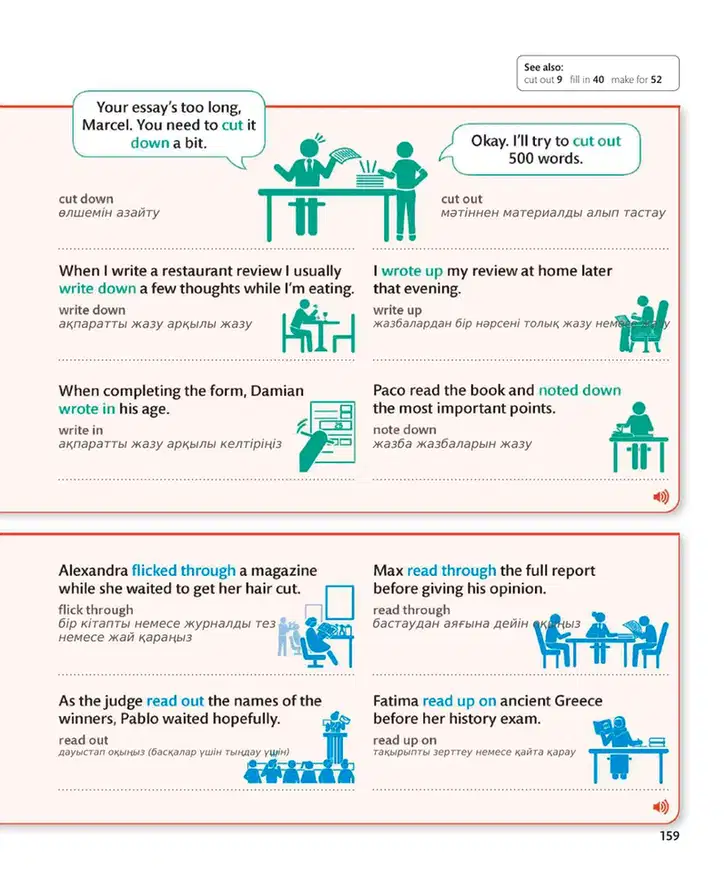 See also:
cut out 9 fill in 40 make for 52
Your essay's too long,
Marcel. You need to cut it
down a bit.
Okay. I'll try to cut out
500 words.
cut down
өлшемін азайту
cut out
мәтіннен материалды алып тастау
When I write a restaurant review I usually
write down a few thoughts while I'm eating.
write down
ақпаратты жазу арқылы жазу
I wrote up my review at home later
that evening.
write up
жазбалардан бір нәрсені толық жазу немесе жазу
When completing the form, Damian
wrote in his age.
write in
ақпаратты жазу арқылы келтіріңіз
26
Paco read the book and noted down
the most important points.
note down
жазба жазбаларын жазу
Alexandra flicked through a magazine
while she waited to get her hair cut.
flick through
бір кітапты немесе журналды тез
немесе жай қараңыз
Max read through the full report
before giving his opinion.
read through
бастаудан аяғына дейін оқыңыз
As the judge read out the names of the
winners, Pablo waited hopefully.
read out
дауыстап оқыңыз (басқалар үшін тыңдау үшін)
Fatima read up on ancient Greece
before her history exam.
read up on
тақырыпты зерттеу немесе қайта қарау
159